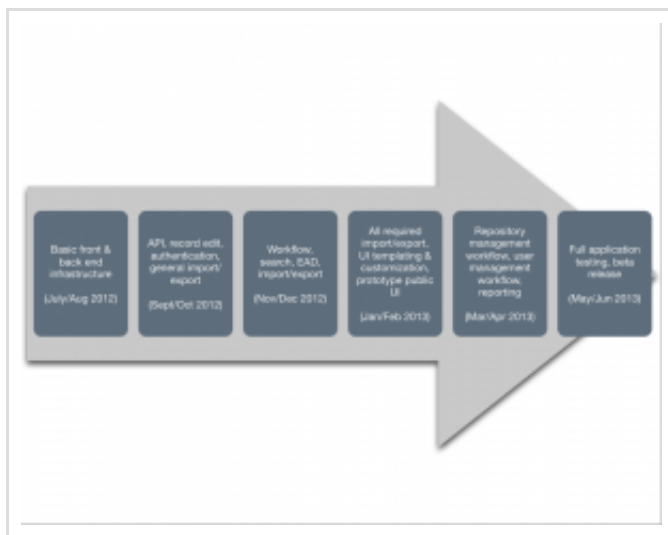 Basic front &
back end
infrastructure
(July/Aug 2012)
API, record edit,
authentication,
general import/
export
(Sept/Oct 2012)
Workflow,
search, EAD,
import/export
(Nov/Dec 2012)
All required
import/export,
UI templating &
customization,
prototype public
UI
(Jan/Feb 2013)
Repository
management
workflow, user
management
workflow,
reporting
(Mar/Apr 2013)
Full application
testing, beta
release
(May/Jun 2013)